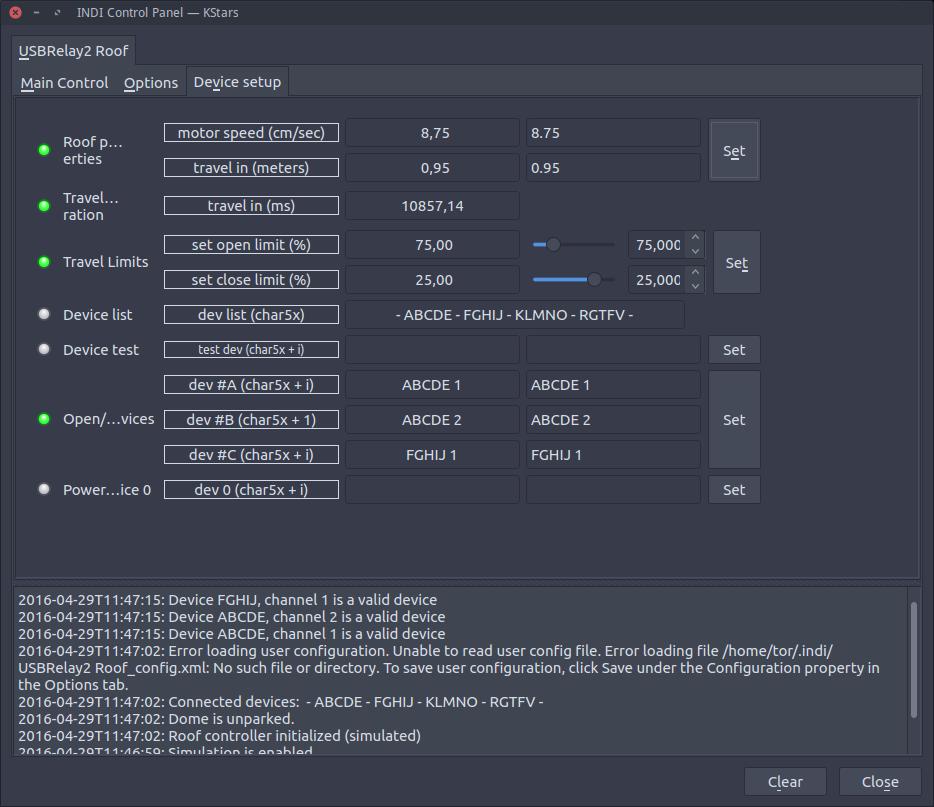 INDI Control Panel — KStars
USBRelay2 Roof
Main Control Options Device setup
Roof p…
erties
motor speed (cm/sec) 8,75 8.75
travel in (meters) 0,95 0.95
Set
Travel…
ration
travel in (ms) 10857,14
Travel Limits
set open limit (%) 75,00 75,000
set close limit (%) 25,00 25,000
Set
Device list dev list (char5x) - ABCDE - FGHIJ - KLMNO - RGTFV -
Device test test dev (char5x + i) Set
dev #A (char5x + i) ABCDE 1 ABCDE 1
Open/…vices dev #B (char5x + 1) ABCDE 2 ABCDE 2 Set
dev #C (char5x + i) FGHIJ 1 FGHIJ 1
Power…ice 0 dev 0 (char5x + i) Set
2016-04-29T11:47:15: Device FGHIJ, channel 1 is a valid device
2016-04-29T11:47:15: Device ABCDE, channel 2 is a valid device
2016-04-29T11:47:15: Device ABCDE, channel 1 is a valid device
2016-04-29T11:47:02: Error loading user configuration. Unable to read user config file. Error loading file /home/tor/.indi/
USBRelay2 Roof_config.xml: No such file or directory. To save user configuration, click Save under the Configuration property in
the Options tab.
2016-04-29T11:47:02: Connected devices:  - ABCDE - FGHIJ - KLMNO - RGTFV -
2016-04-29T11:47:02: Dome is unparked.
2016-04-29T11:47:02: Roof controller initialized (simulated)
2016-04-29T11:46:59: Simulation is enabled
Clear Close